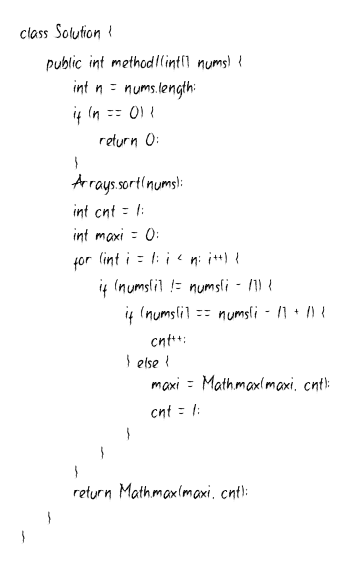 class Solution {
public int method1(int[] nums) {
int n = nums.length;
if (n == 0) {
return 0;
}
Arrays.sort(nums);
int cnt = 1;
int maxi = 0;
for (int i = 1; i < n; i++) {
if (nums[i] != nums[i - 1]) {
if (nums[i] == nums[i - 1] + 1) {
cnt++;
} else {
maxi = Math.max(maxi, cnt);
cnt = 1;
}
}
}
return Math.max(maxi, cnt);
}
}